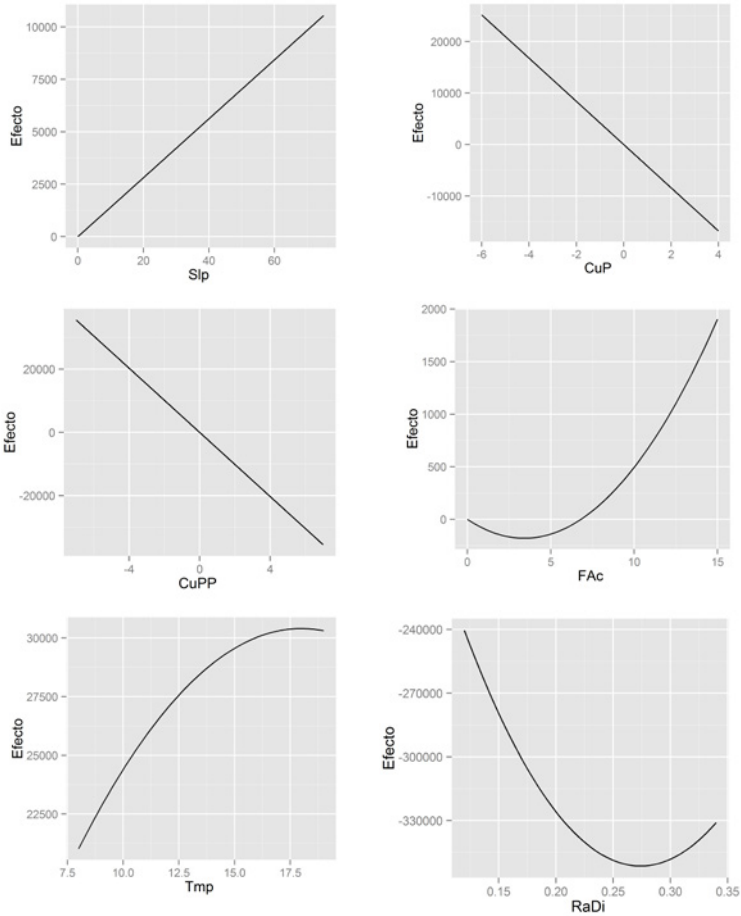 10000
7500
5000
2500
0
Efecto
0 20 40 60
Slp
20000
10000
0
-10000
Efecto
-6 -4 -2 0 2 4
CuP
20000
0
-20000
Efecto
-4 0 4
CuPP
2000
1500
1000
500
0
Efecto
0 5 10 15
FAc
30000
27500
25000
22500
Efecto
7.5 10.0 12.5 15.0 17.5
Tmp
-240000
-270000
-300000
-330000
Efecto
0.15 0.20 0.25 0.30 0.35
RaDi